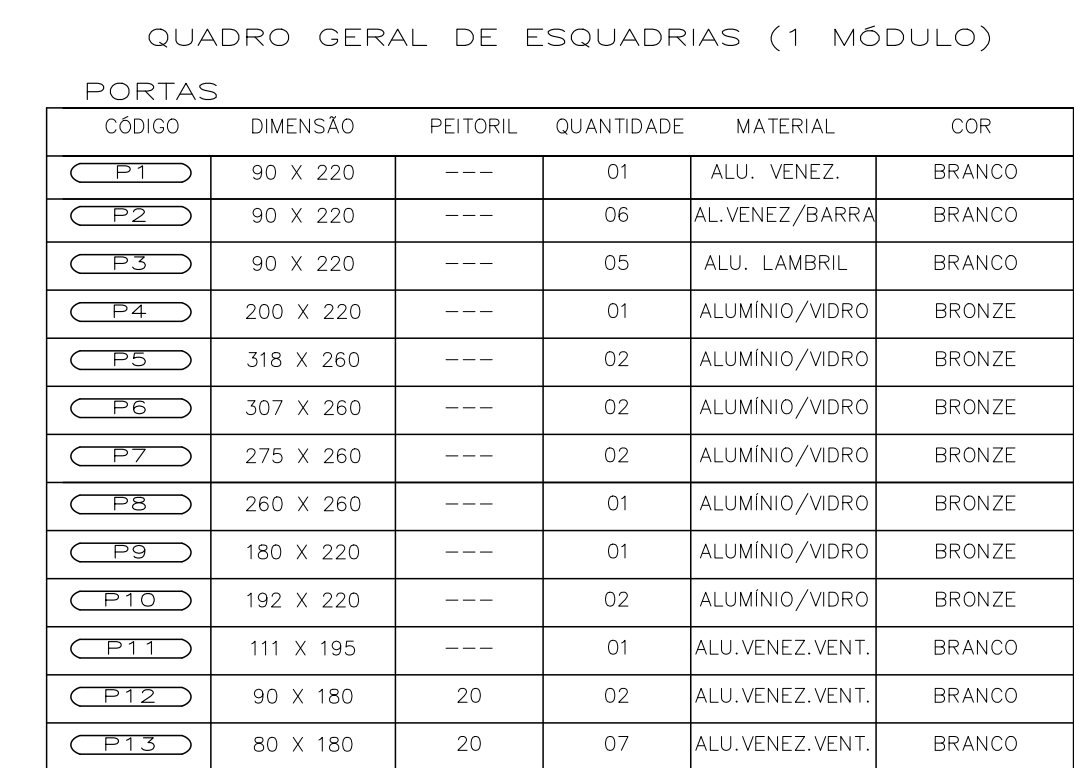 QUADRO GERAL DE ESQUADRIAS (1 MÓDULO)
PORTAS
CÓDIGO DIMENSÃO PEITORIL QUANTIDADE MATERIAL COR
P1 90 X 220 --- 01 ALU. VENEZ. BRANCO
P2 90 X 220 --- 06 AL.VENEZ/BARRA BRANCO
P3 90 X 220 --- 05 ALU. LAMBRIL BRANCO
P4 200 X 220 --- 01 ALUMÍNIO/VIDRO BRONZE
P5 318 X 260 --- 02 ALUMÍNIO/VIDRO BRONZE
P6 307 X 260 --- 02 ALUMÍNIO/VIDRO BRONZE
P7 275 X 260 --- 02 ALUMÍNIO/VIDRO BRONZE
P8 260 X 260 --- 01 ALUMÍNIO/VIDRO BRONZE
P9 180 X 220 --- 01 ALUMÍNIO/VIDRO BRONZE
P10 192 X 220 --- 02 ALUMÍNIO/VIDRO BRONZE
P11 111 X 195 --- 01 ALU.VENEZ.VENT. BRANCO
P12 90 X 180 20 02 ALU.VENEZ.VENT. BRANCO
P13 80 X 180 20 07 ALU.VENEZ.VENT. BRANCO